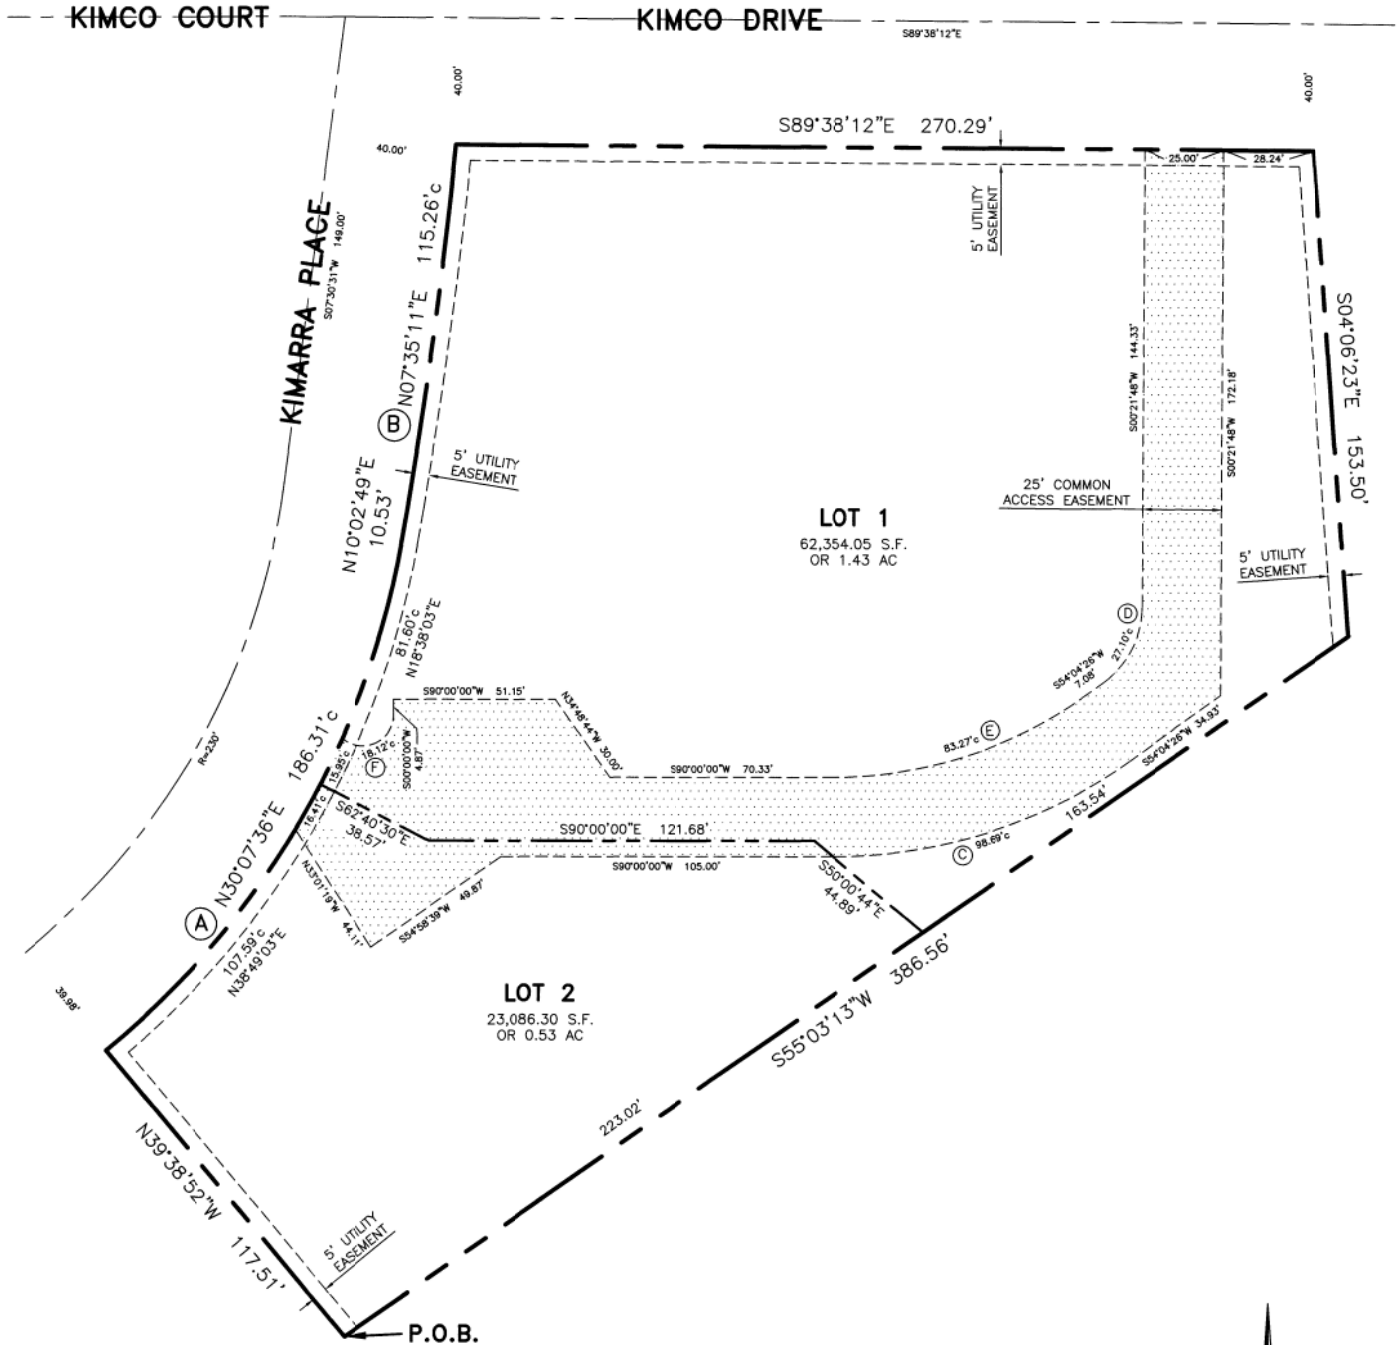 KIMCO COURT
KIMCO DRIVE
S89°38'12"E
40.00'
40.00'
40.00'
S89°38'12"E 270.29'
25.00'
28.24'
5' UTILITY
EASEMENT
KIMARRA PLACE
S07°30'31"W 149.00'
115.26'c
N07°35'11"E
B
N10°02'49"E
10.53'
5' UTILITY
EASEMENT
S00°21'48"W 144.33'
S00°21'48"W 172.18'
S04°06'23"E 153.50'
25' COMMON
ACCESS EASEMENT
LOT 1
62,354.05 S.F.
OR 1.43 AC
5' UTILITY
EASEMENT
81.60'c
N18°38'03"E
D
27.10'c
S54°04'26"W
7.08'
S90°00'00"W 51.15'
N34°48'44"W 30.00'
E
83.27'c
R=230'
186.31'c
15.95'c
18.12'c
F
S00°00'00"W
4.87'
S90°00'00"W 70.33'
S54°04'26"W 34.93'
163.54'
16.41'c
S62°40'30"E
38.57'
S90°00'00"E 121.68'
98.69'c
C
N30°07'36"E
A
N33°01'19"W 44.11'
S54°58'39"W 49.87'
S90°00'00"W 105.00'
S50°00'44"E
44.89'
107.59'c
N38°49'03"E
39.98'
LOT 2
23,086.30 S.F.
OR 0.53 AC
S55°03'13"W 386.56'
223.02'
N39°38'52"W 117.51'
5' UTILITY
EASEMENT
P.O.B.